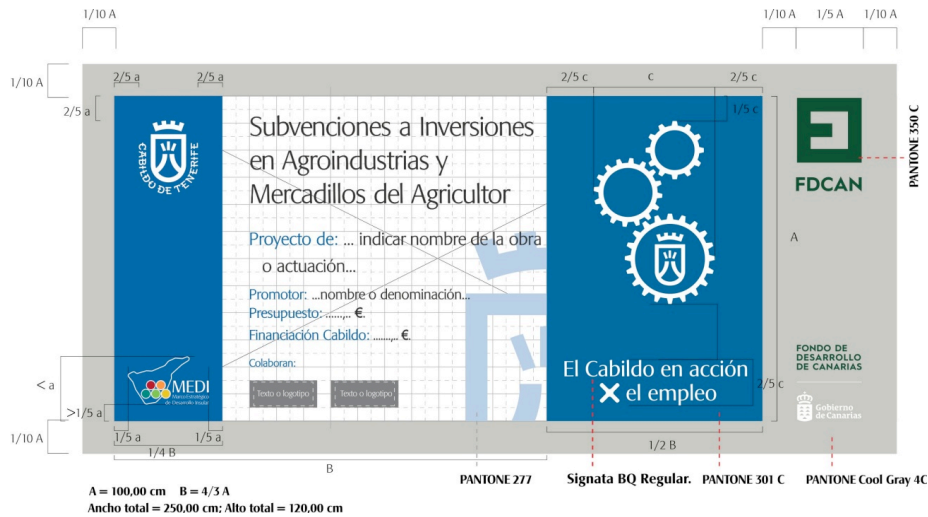 1/10 A
1/10 A
1/5 A
1/10 A
1/10 A
2/5 a
2/5 a
2/5 c
c
2/5 c
2/5 a
1/5 c
CABILDO DE TENERIFE
Subvenciones a Inversiones
en Agroindustrias y
Mercadillos del Agricultor
Proyecto de: ... indicar nombre de la obra
o actuación...
Promotor: ...nombre o denominación...
Presupuesto: ......,.. €.
Financiación Cabildo: ......,.. €.
Colaboran:
Texto o logotipo
Texto o logotipo
MEDI
Marco Estratégico
de Desarrollo Insular
El Cabildo en acción
X el empleo
2/5 c
FDCAN
PANTONE 350 C
A
FONDO DE
DESARROLLO
DE CANARIAS
Gobierno
de Canarias
< a
>1/5 a
1/10 A
1/5 a
1/5 a
1/4 B
B
1/2 B
PANTONE 277
Signata BQ Regular.
PANTONE 301 C
PANTONE Cool Gray 4C
A = 100,00 cm B = 4/3 A
Ancho total = 250,00 cm; Alto total = 120,00 cm